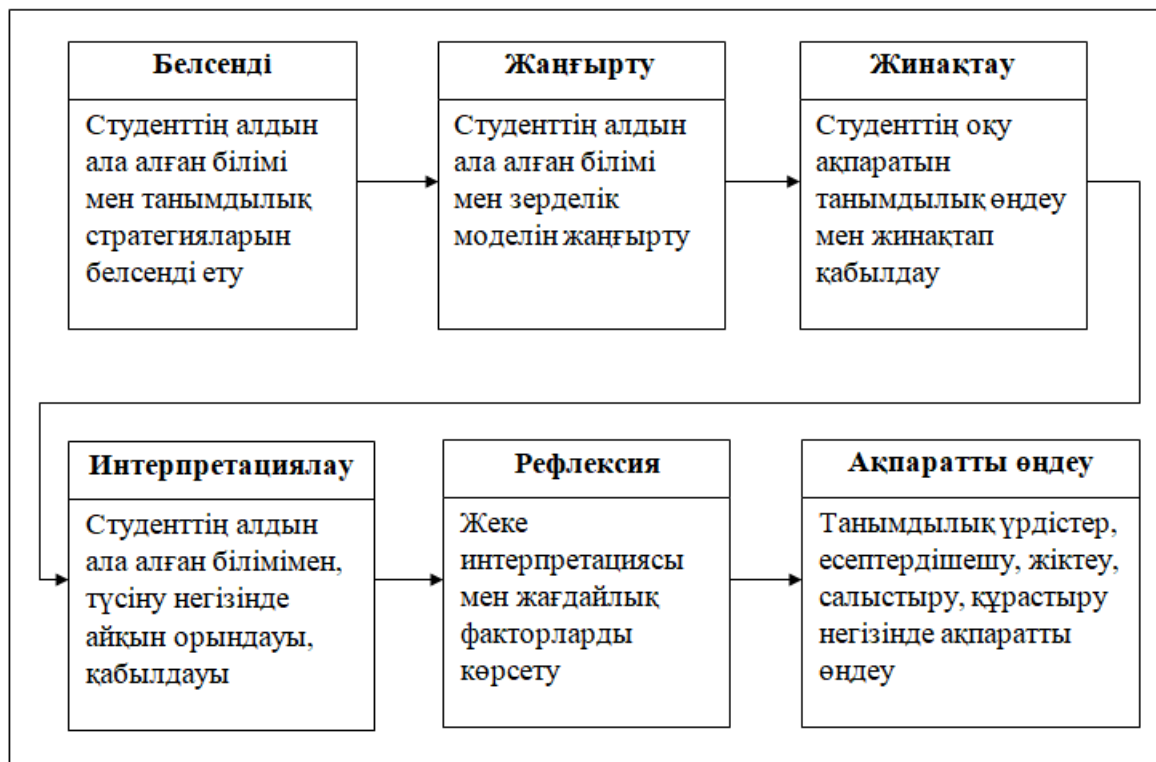 Белсенді
Студенттің алдын
ала алған білімі
мен танымдылық
стратегияларын
белсенді ету
Жаңғырту
Студенттің алдын
ала алған білімі
мен зерделік
моделін жаңғырту
Жинақтау
Студенттің оқу
ақпаратын
танымдылық өңдеу
мен жинақтап
қабылдау
Интерпретациялау
Студенттің алдын
ала алған білімімен,
түсіну негізінде
айқын орындауы,
қабылдауы
Рефлексия
Жеке
интерпретациясы
мен жағдайлық
факторларды
көрсету
Ақпаратты өңдеу
Танымдылық үрдістер,
есептердішешу, жіктеу,
салыстыру, құрастыру
негізінде ақпаратты
өңдеу